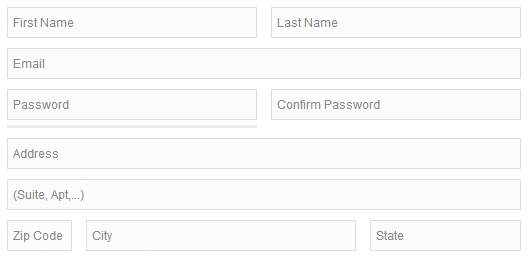 First Name Last Name
Email
Password Confirm Password
Address
(Suite, Apt,...)
Zip Code City State